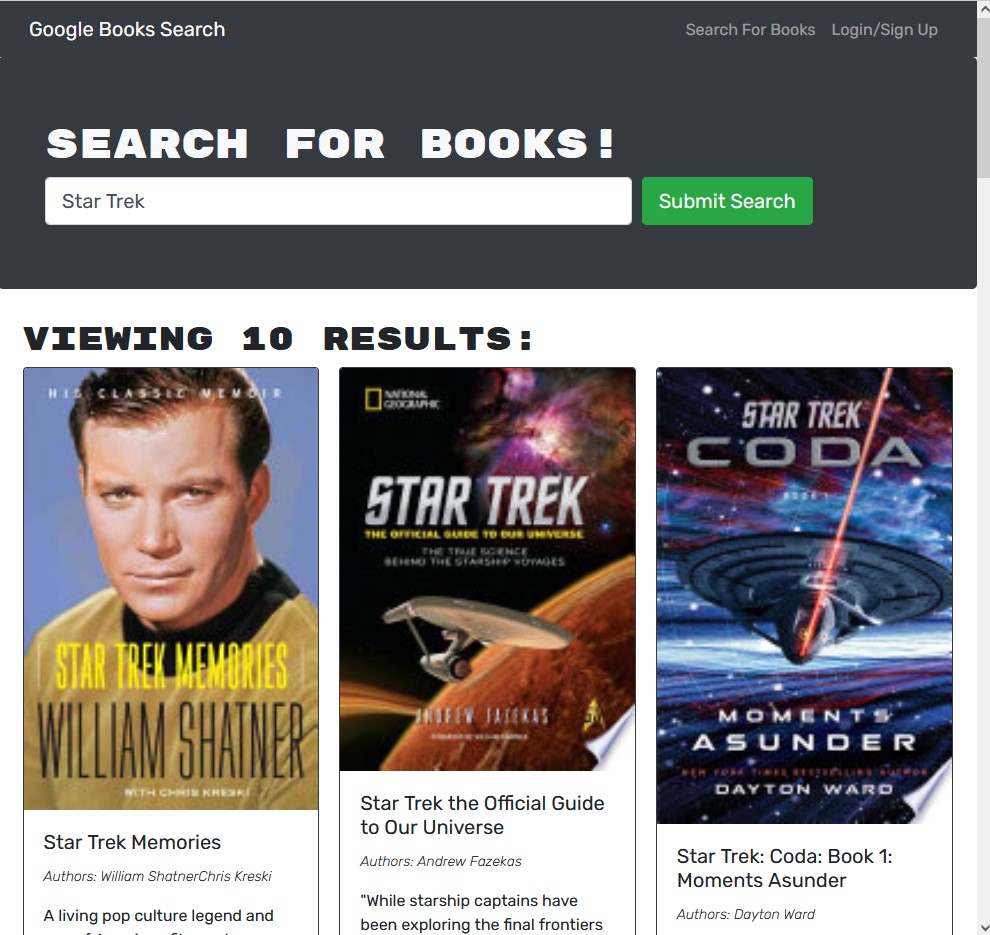 Google Books Search
Search For Books
Login/Sign Up
SEARCH FOR BOOKS!
Star Trek
Submit Search
VIEWING 10 RESULTS:
HIS CLASSIC MEMOIR
STAR TREK MEMORIES
WILLIAM SHATNER
WITH CHRIS KRESKI
Star Trek Memories
Authors: William ShatnerChris Kreski
A living pop culture legend and
NATIONAL
GEOGRAPHIC
STAR TREK
THE OFFICIAL GUIDE TO OUR UNIVERSE
THE TRUE SCIENCE
BEHIND THE STARSHIP VOYAGES
ANDREW FAZEKAS
Star Trek the Official Guide
to Our Universe
Authors: Andrew Fazekas
"While starship captains have
been exploring the final frontiers
STAR TREK
CODA
BOOK I
MOMENTS
ASUNDER
NEW YORK TIMES BESTSELLING AUTHOR
DAYTON WARD
Star Trek: Coda: Book 1:
Moments Asunder
Authors: Dayton Ward